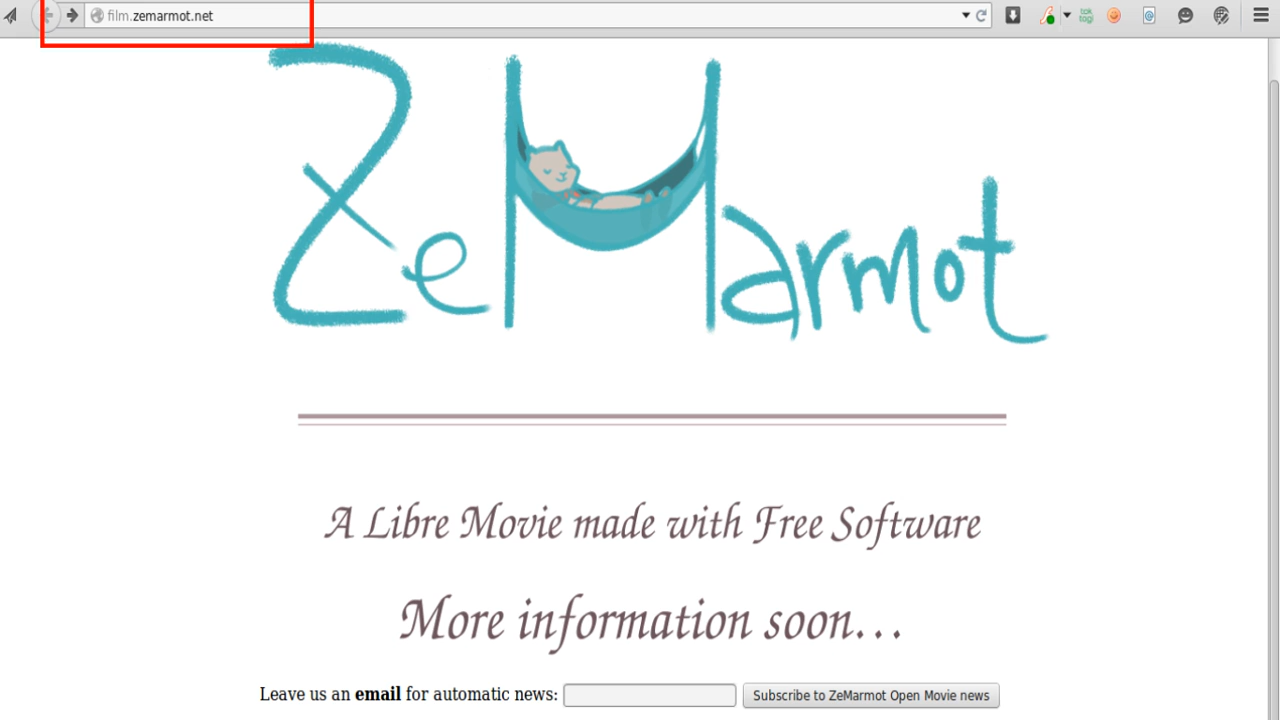 film.zemarmot.net
ZeMarmot
A Libre Movie made with Free Software
More information soon...
Leave us an email for automatic news:
Subscribe to ZeMarmot Open Movie news